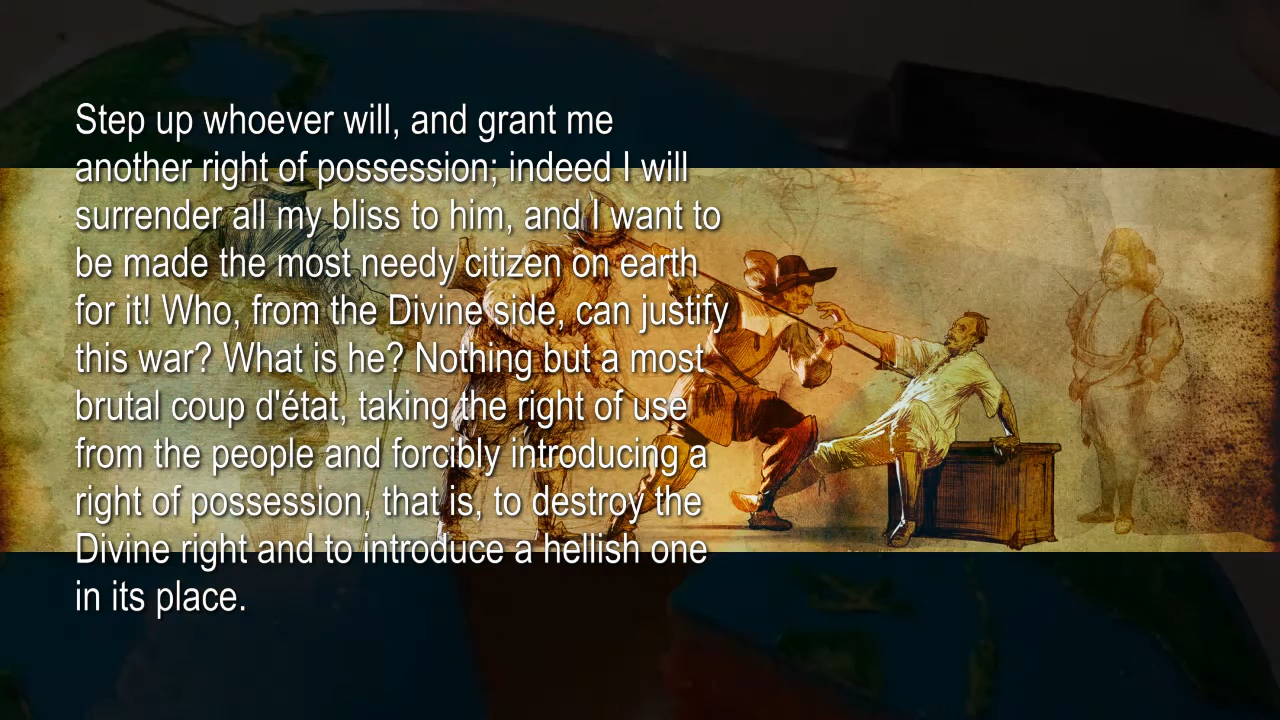 Step up whoever will, and grant me
another right of possession; indeed I will
surrender all my bliss to him, and I want to
be made the most needy citizen on earth
for it! Who, from the Divine side, can justify
this war? What is he? Nothing but a most
brutal coup d'état, taking the right of use
from the people and forcibly introducing a
right of possession, that is, to destroy the
Divine right and to introduce a hellish one
in its place.